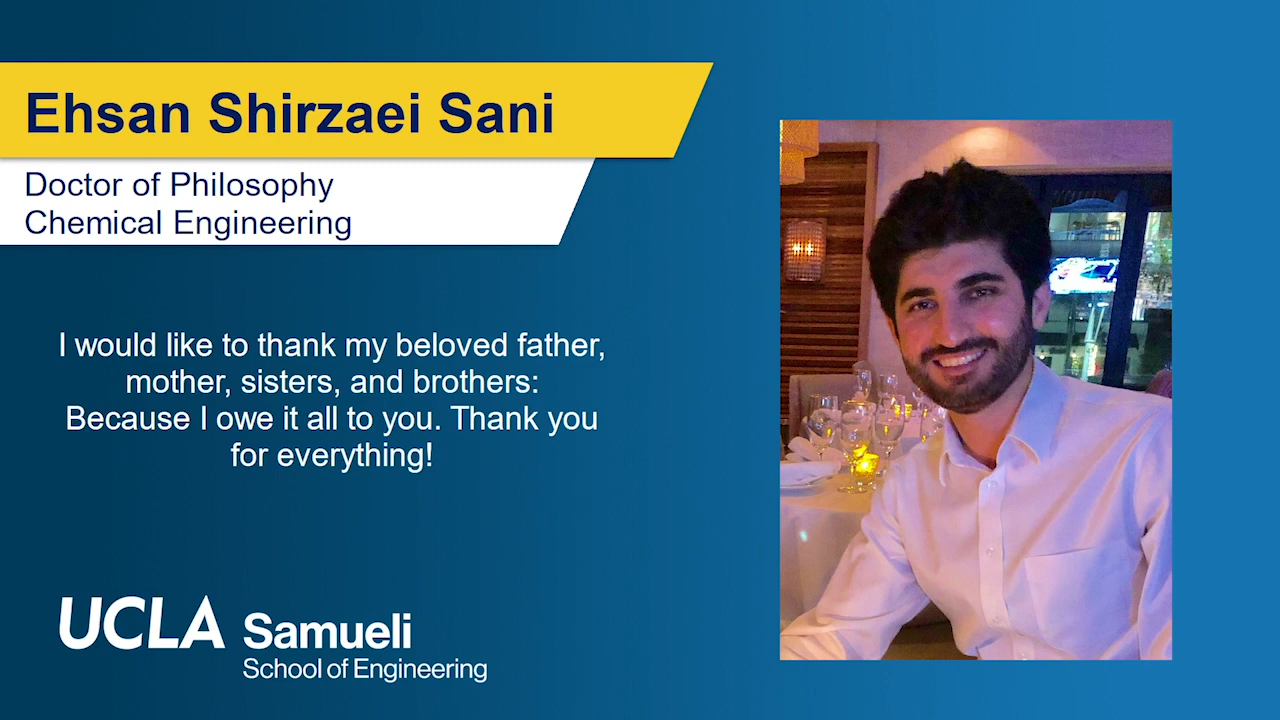 Ehsan Shirzaei Sani
Doctor of Philosophy
Chemical Engineering
I would like to thank my beloved father,
mother, sisters, and brothers:
Because I owe it all to you. Thank you
for everything!
UCLA Samueli
School of Engineering